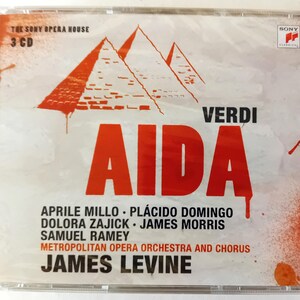 THE SONY OPERA HOUSE
3 CD
VERDI
AIDA
APRILE MILLO · PLÁCIDO DOMINGO
DOLORA ZAJICK · JAMES MORRIS
SAMUEL RAMEY
METROPOLITAN OPERA ORCHESTRA AND CHORUS
JAMES LEVINE